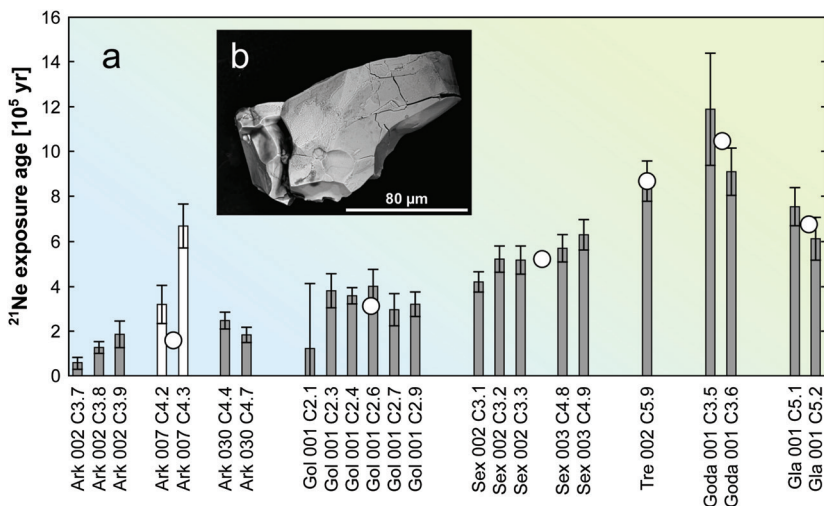 16
14
12
10
8
6
4
2
0
²¹Ne exposure age [10⁵ yr]
a
b
80 µm
Ark 002 C3.7
Ark 002 C3.8
Ark 002 C3.9
Ark 007 C4.2
Ark 007 C4.3
Ark 030 C4.4
Ark 030 C4.7
Gol 001 C2.1
Gol 001 C2.3
Gol 001 C2.4
Gol 001 C2.6
Gol 001 C2.7
Gol 001 C2.9
Sex 002 C3.1
Sex 002 C3.2
Sex 002 C3.3
Sex 003 C4.8
Sex 003 C4.9
Tre 002 C5.9
Goda 001 C3.5
Goda 001 C3.6
Gla 001 C5.1
Gla 001 C5.2